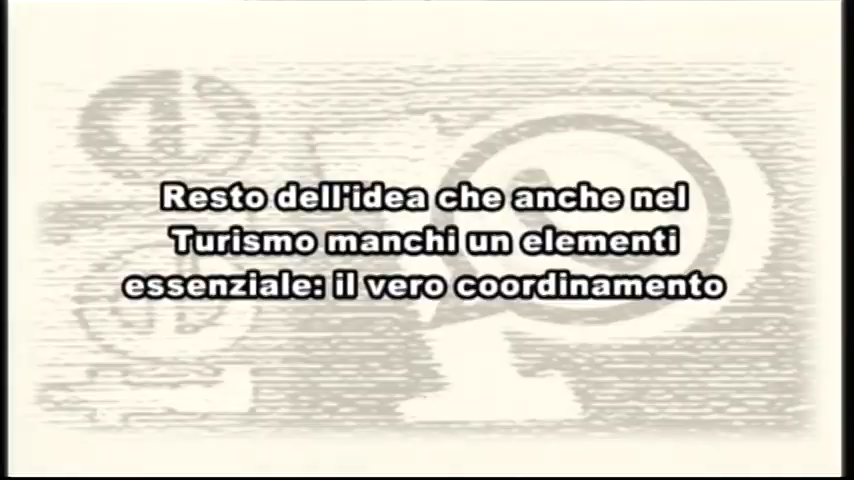 Resto dell'idea che anche nel
Turismo manchi un elementi
essenziale: il vero coordinamento